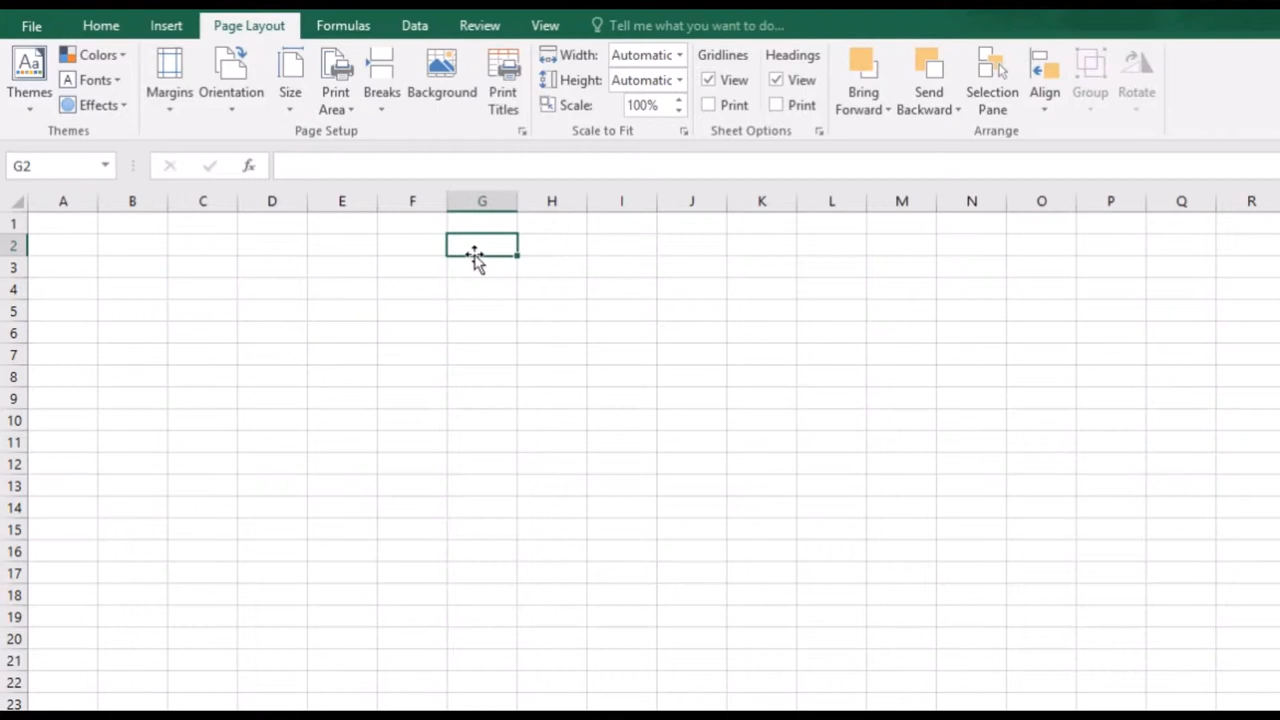 File Home Insert Page Layout Formulas Data Review View Tell me what you want to do...
Aa
Themes
Colors
Fonts
Effects
Themes
Margins
Orientation
Size
Print
Area
Breaks
Background
Print
Titles
Page Setup
Width: Automatic
Height: Automatic
Scale: 100%
Scale to Fit
Gridlines
View
Print
Headings
View
Print
Sheet Options
Bring
Forward
Send
Backward
Selection
Pane
Align
Group
Rotate
Arrange
G2 fx
A B C D E F G H I J K L M N O P Q R
1
2
3
4
5
6
7
8
9
10
11
12
13
14
15
16
17
18
19
20
21
22
23